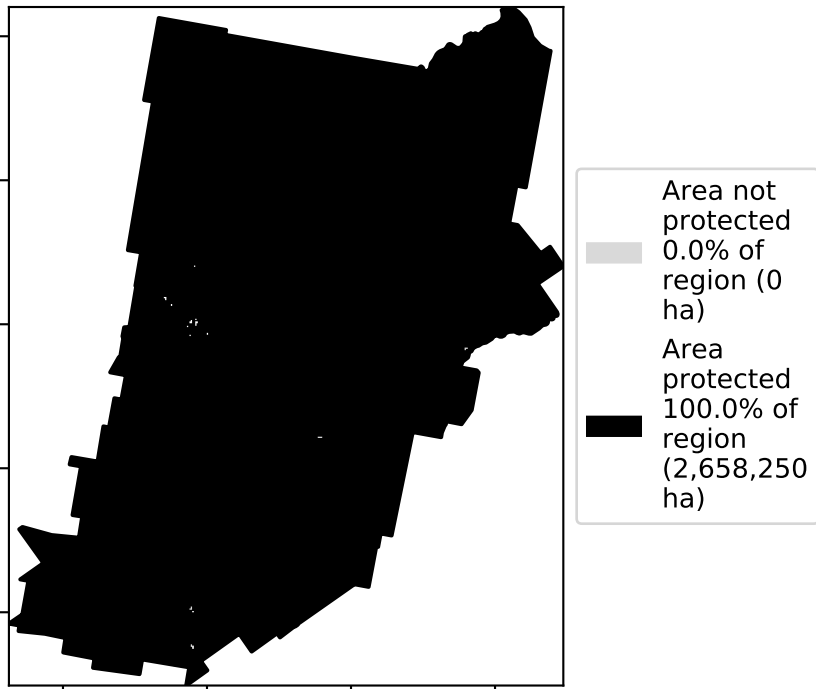 Area not
protected
0.0% of
region (0
ha)
Area
protected
100.0% of
region
(2,658,250
ha)